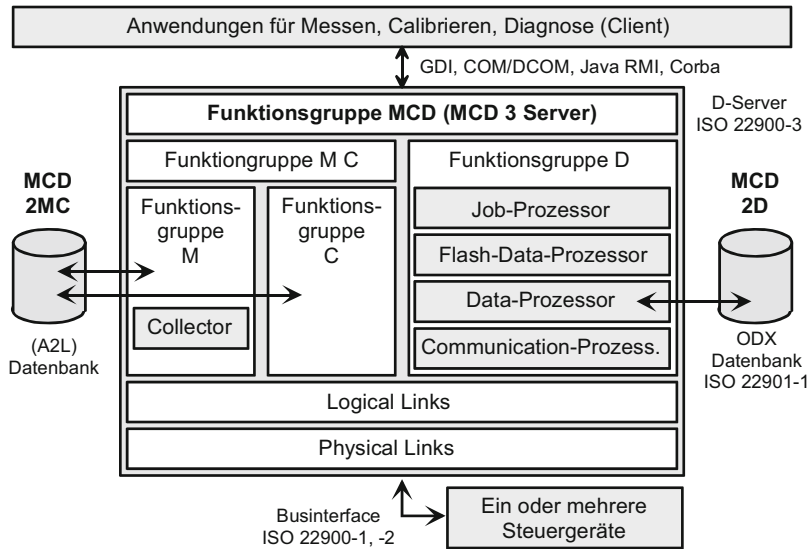 Anwendungen für Messen, Calibrieren, Diagnose (Client)
GDI, COM/DCOM, Java RMI, Corba
Funktionsgruppe MCD (MCD 3 Server)
D-Server
ISO 22900-3
Funktiongruppe M C
Funktionsgruppe D
MCD
2MC
Funktions-
gruppe
M
Funktions-
gruppe
C
Job-Prozessor
Flash-Data-Prozessor
Data-Prozessor
Communication-Prozess.
MCD
2D
Collector
(A2L)
Datenbank
ODX
Datenbank
ISO 22901-1
Logical Links
Physical Links
Businterface
ISO 22900-1, -2
Ein oder mehrere
Steuergeräte